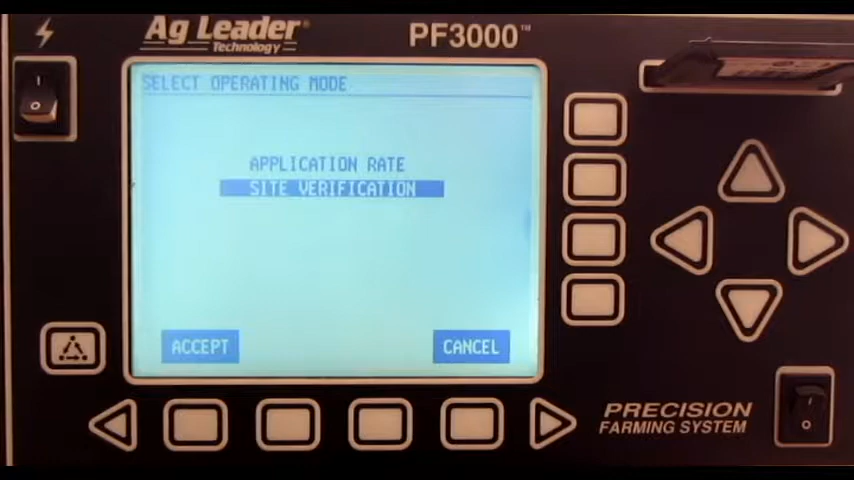 Ag Leader®
Technology
PF3000™
SELECT OPERATING MODE
APPLICATION RATE
SITE VERIFICATION
ACCEPT
CANCEL
PRECISION
FARMING SYSTEM